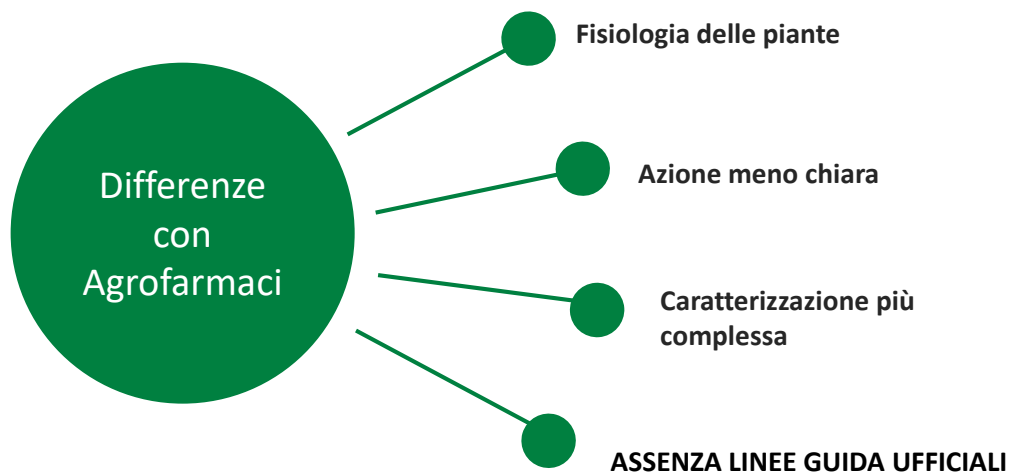 Differenze
con
Agrofarmaci
Fisiologia delle piante
Azione meno chiara
Caratterizzazione più
complessa
ASSENZA LINEE GUIDA UFFICIALI